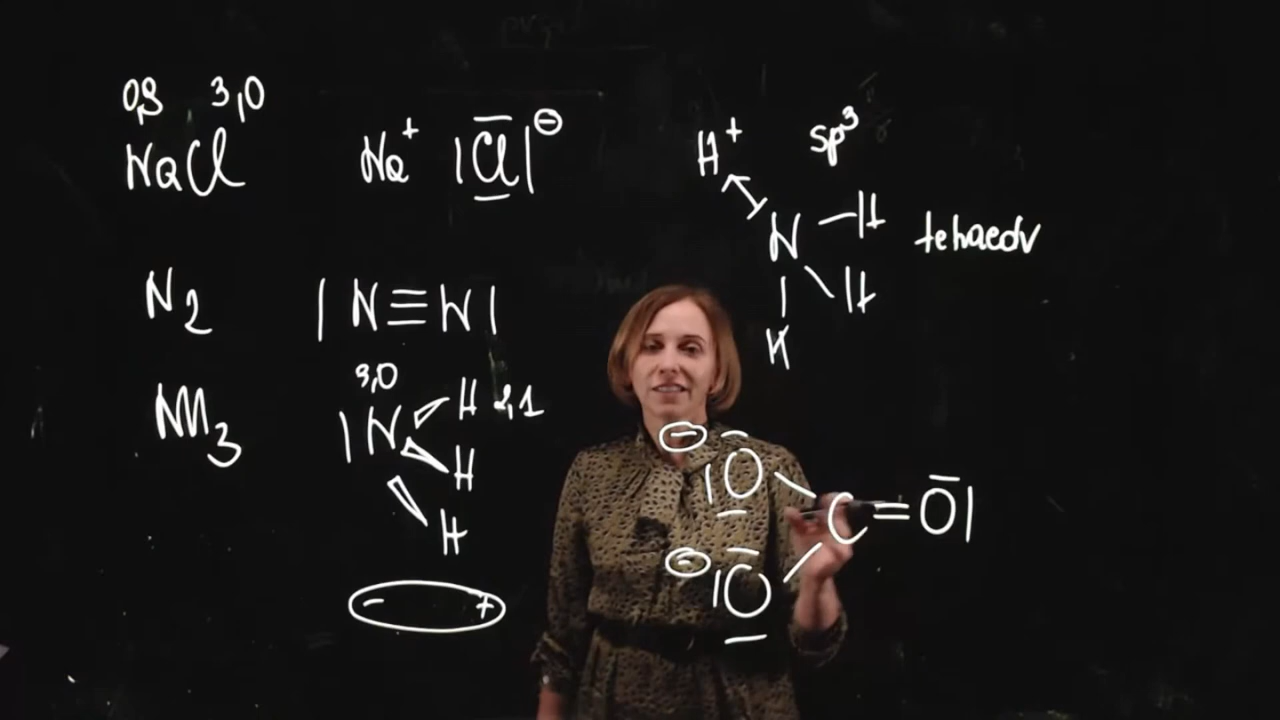 0,9 3,0
NaCl
Na⁺ |Cl|⊖
N₂
|N≡N|
NH₃
3,0
|N H 2,1
H
H
- +
H⁺ sp³
N H
H
H
tetraedr
⊖ |O
C=O|
⊖ |O